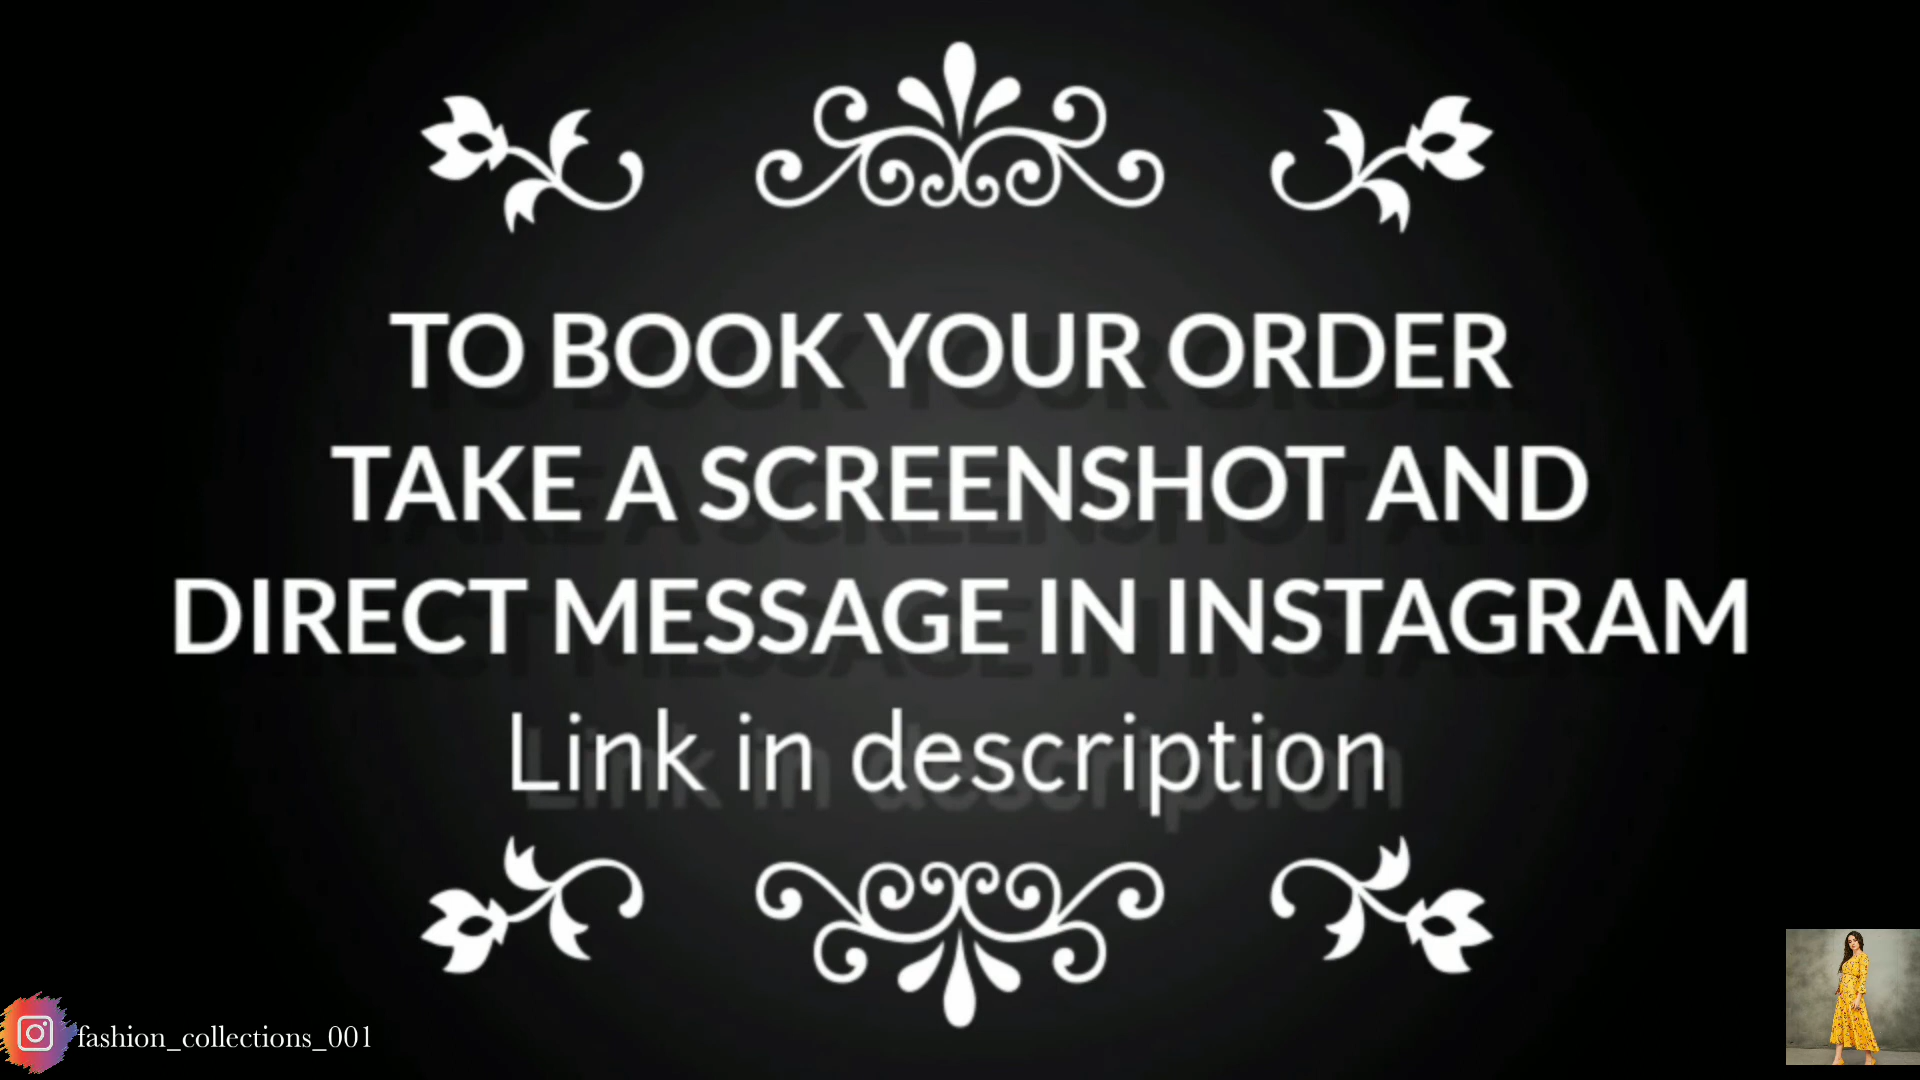 TO BOOK YOUR ORDER
TAKE A SCREENSHOT AND
DIRECT MESSAGE IN INSTAGRAM
Link in description
fashion_collections_001